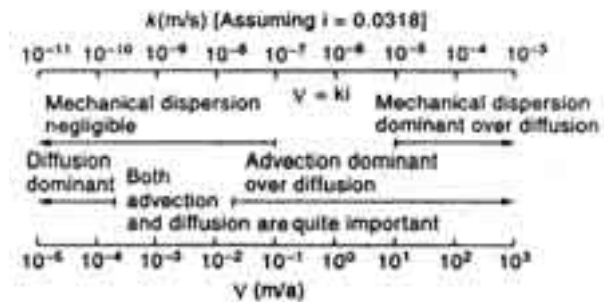 k(m/s) [Assuming i = 0.0318]
10⁻¹¹ 10⁻¹⁰ 10⁻⁹ 10⁻⁸ 10⁻⁷ 10⁻⁶ 10⁻⁵ 10⁻⁴ 10⁻³
Mechanical dispersion
negligible
V = ki
Mechanical dispersion
dominant over diffusion
Diffusion
dominant
Both
advection
and diffusion are quite important
Advection dominant
over diffusion
10⁻⁵ 10⁻⁴ 10⁻³ 10⁻² 10⁻¹ 10⁰ 10¹ 10² 10³
V (m/a)